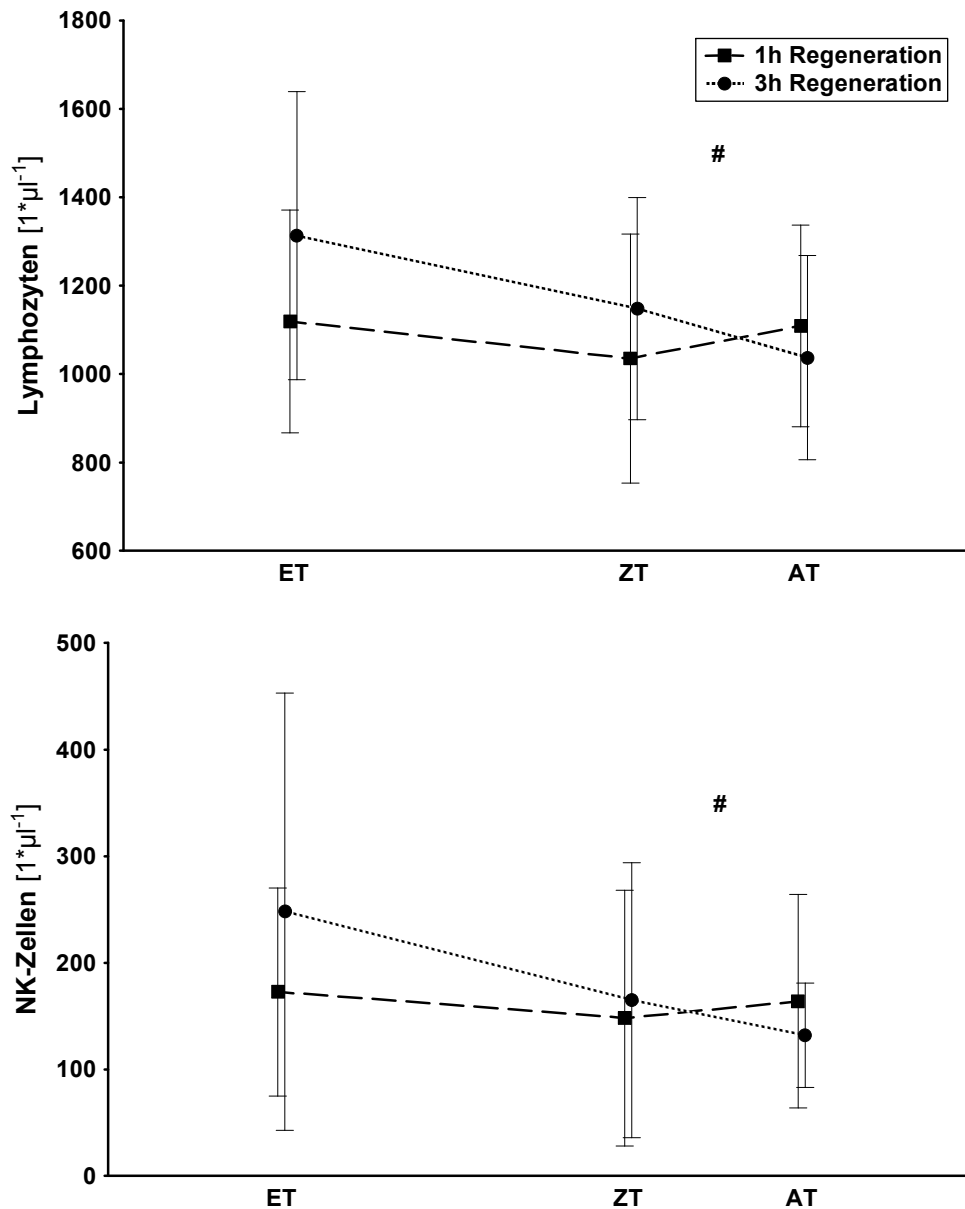 1800
1600
1400
1200
1000
800
600
Lymphozyten [1*µl⁻¹]
1h Regeneration
3h Regeneration
#
ET ZT AT
500
400
300
200
100
0
NK-Zellen [1*µl⁻¹]
#
ET ZT AT